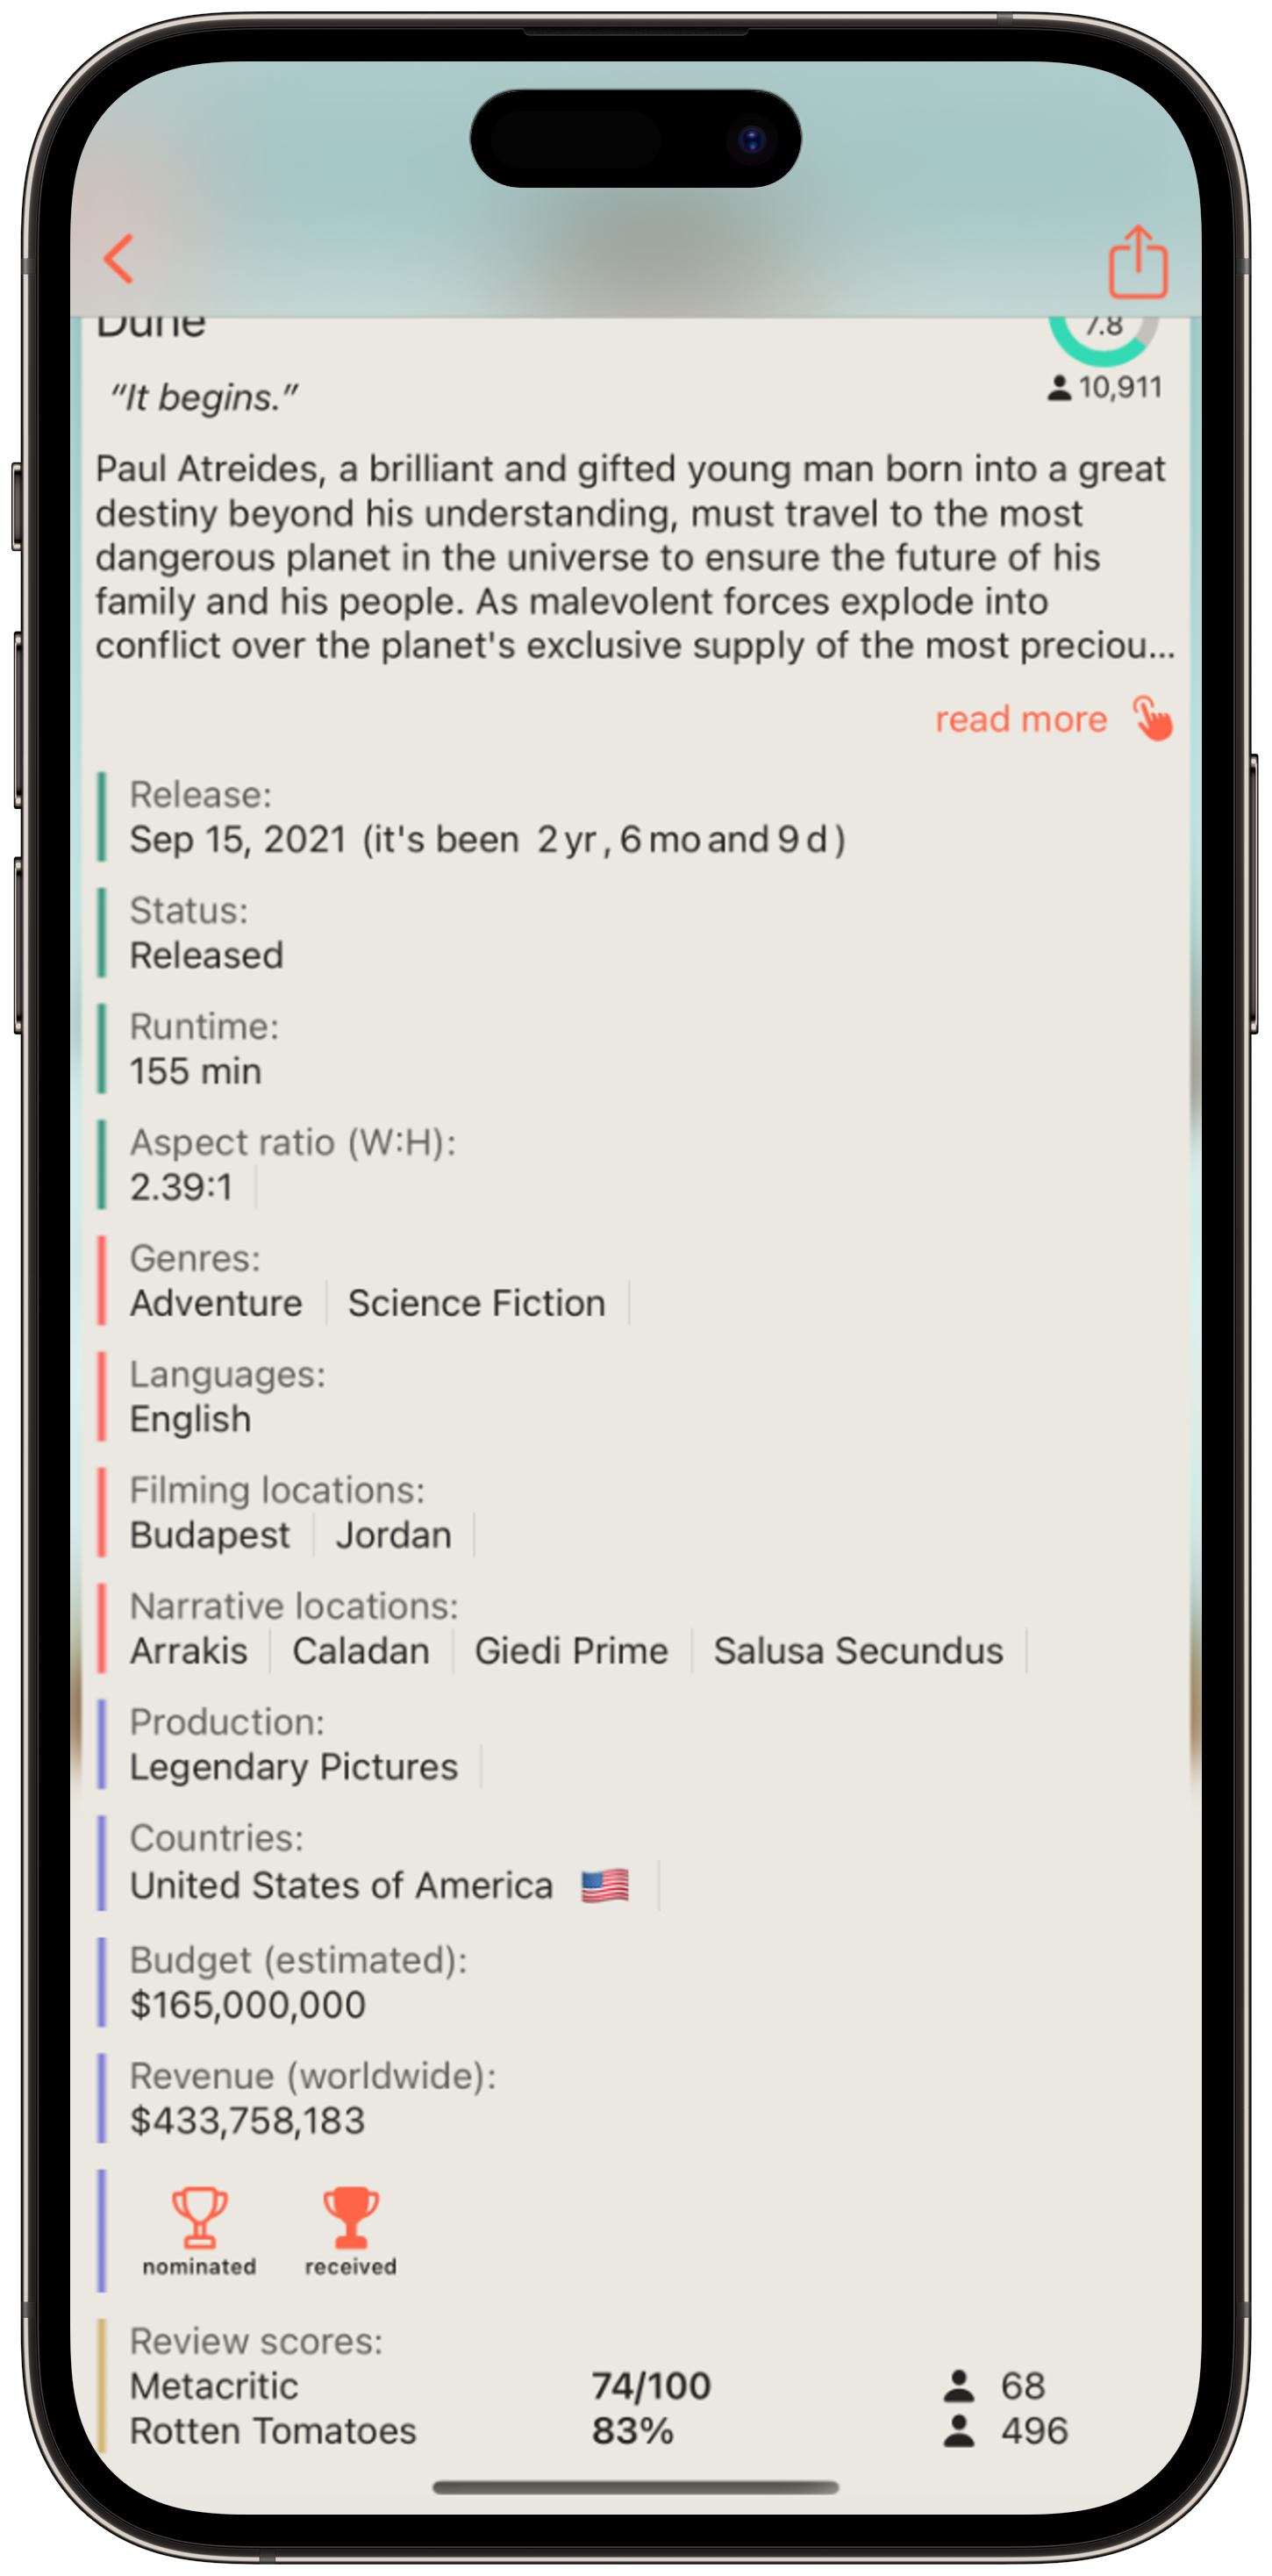 Dune
7.8
“It begins.”
10,911
Paul Atreides, a brilliant and gifted young man born into a great
destiny beyond his understanding, must travel to the most
dangerous planet in the universe to ensure the future of his
family and his people. As malevolent forces explode into
conflict over the planet's exclusive supply of the most preciou...
read more
Release:
Sep 15, 2021 (it's been 2 yr, 6 mo and 9 d)
Status:
Released
Runtime:
155 min
Aspect ratio (W:H):
2.39:1
Genres:
Adventure Science Fiction
Languages:
English
Filming locations:
Budapest Jordan
Narrative locations:
Arrakis Caladan Giedi Prime Salusa Secundus
Production:
Legendary Pictures
Countries:
United States of America 🇺🇸
Budget (estimated):
$165,000,000
Revenue (worldwide):
$433,758,183
nominated received
Review scores:
Metacritic 74/100 68
Rotten Tomatoes 83% 496